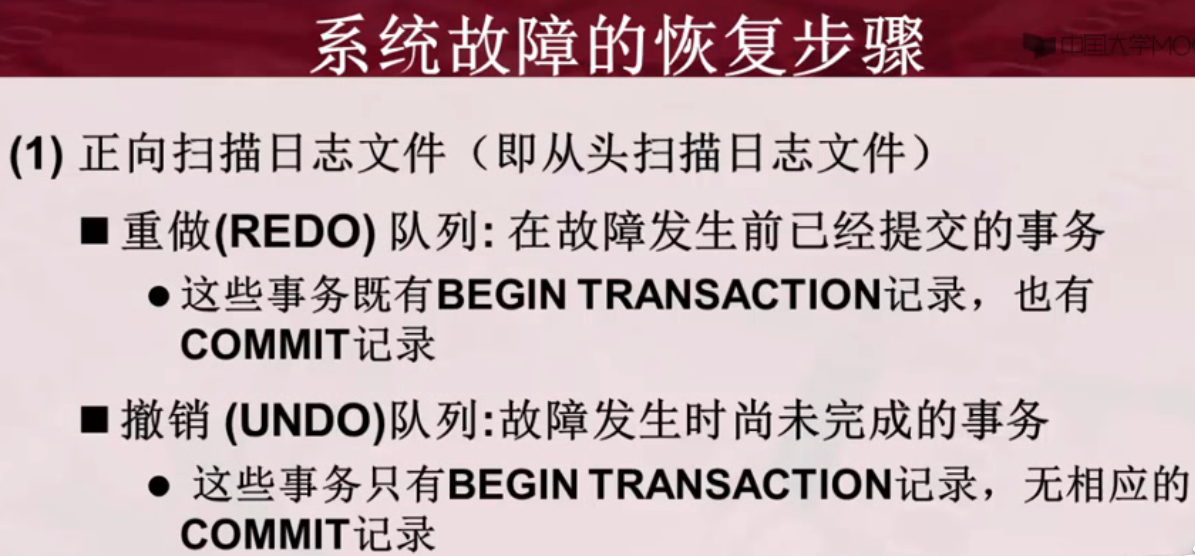 系统故障的恢复步骤
中国大学MO
(1) 正向扫描日志文件（即从头扫描日志文件）
■ 重做(REDO) 队列: 在故障发生前已经提交的事务
● 这些事务既有BEGIN TRANSACTION记录，也有
COMMIT记录
■ 撤销 (UNDO)队列:故障发生时尚未完成的事务
● 这些事务只有BEGIN TRANSACTION记录，无相应的
COMMIT记录